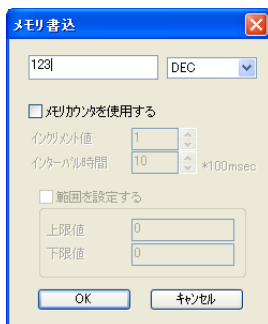 メモリ書込
123 DEC
メモリカウンタを使用する
インクリメント値 1
インターバル時間 10 *100msec
範囲を設定する
上限値 0
下限値 0
OK キャンセル